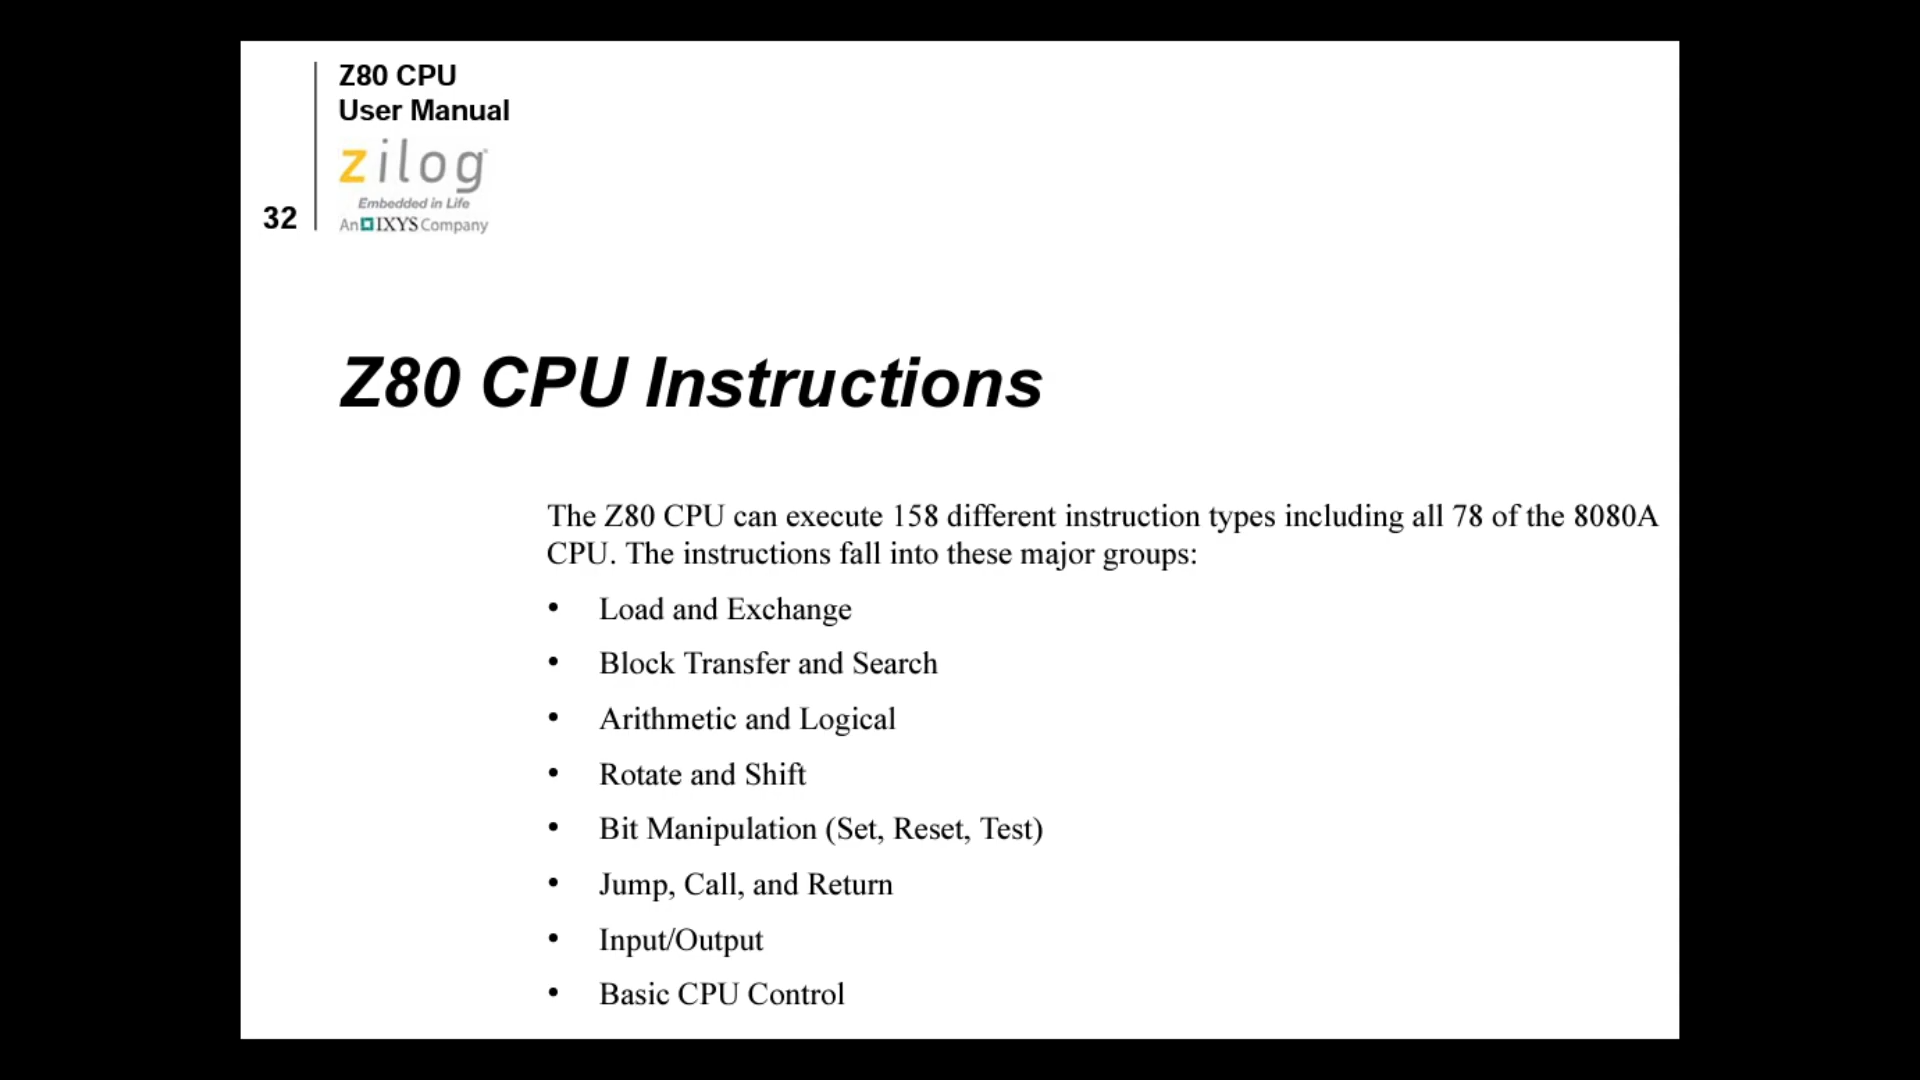 Z80 CPU
User Manual
zilog
Embedded in Life
An IXYS Company
32
Z80 CPU Instructions
The Z80 CPU can execute 158 different instruction types including all 78 of the 8080A
CPU. The instructions fall into these major groups:
• Load and Exchange
• Block Transfer and Search
• Arithmetic and Logical
• Rotate and Shift
• Bit Manipulation (Set, Reset, Test)
• Jump, Call, and Return
• Input/Output
• Basic CPU Control